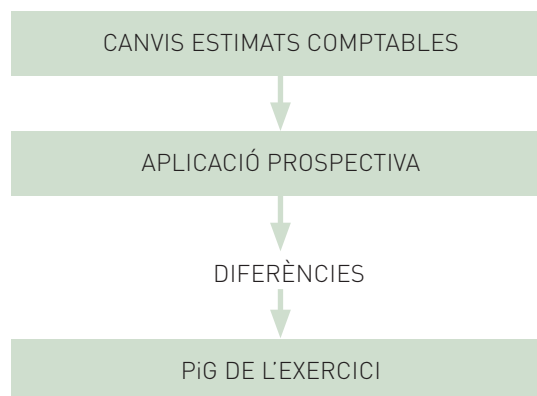 CANVIS ESTIMATS COMPTABLES
APLICACIÓ PROSPECTIVA
DIFERÈNCIES
PiG DE L’EXERCICI